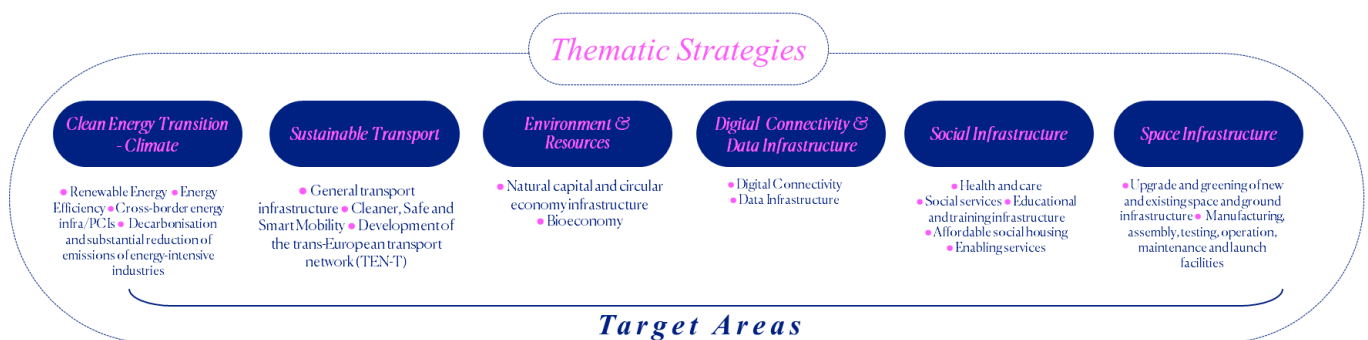 Thematic Strategies
Clean Energy Transition
- Climate
● Renewable Energy ● Energy
Efficiency ● Cross-border energy
infra/PCIs ● Decarbonisation
and substantial reduction of
emissions of energy-intensive
industries
Sustainable Transport
● General transport
infrastructure ● Cleaner, Safe and
Smart Mobility ● Development of
the trans-European transport
network (TEN-T)
Environment &
Resources
● Natural capital and circular
economy infrastructure
● Bioeconomy
Digital Connectivity &
Data Infrastructure
● Digital Connectivity
● Data Infrastructure
Social Infrastructure
● Health and care
● Social services ● Educational
and training infrastructure
● Affordable social housing
● Enabling services
Space Infrastructure
● Upgrade and greening of new
and existing space and ground
infrastructure ● Manufacturing,
assembly, testing, operation,
maintenance and launch
facilities
Target Areas